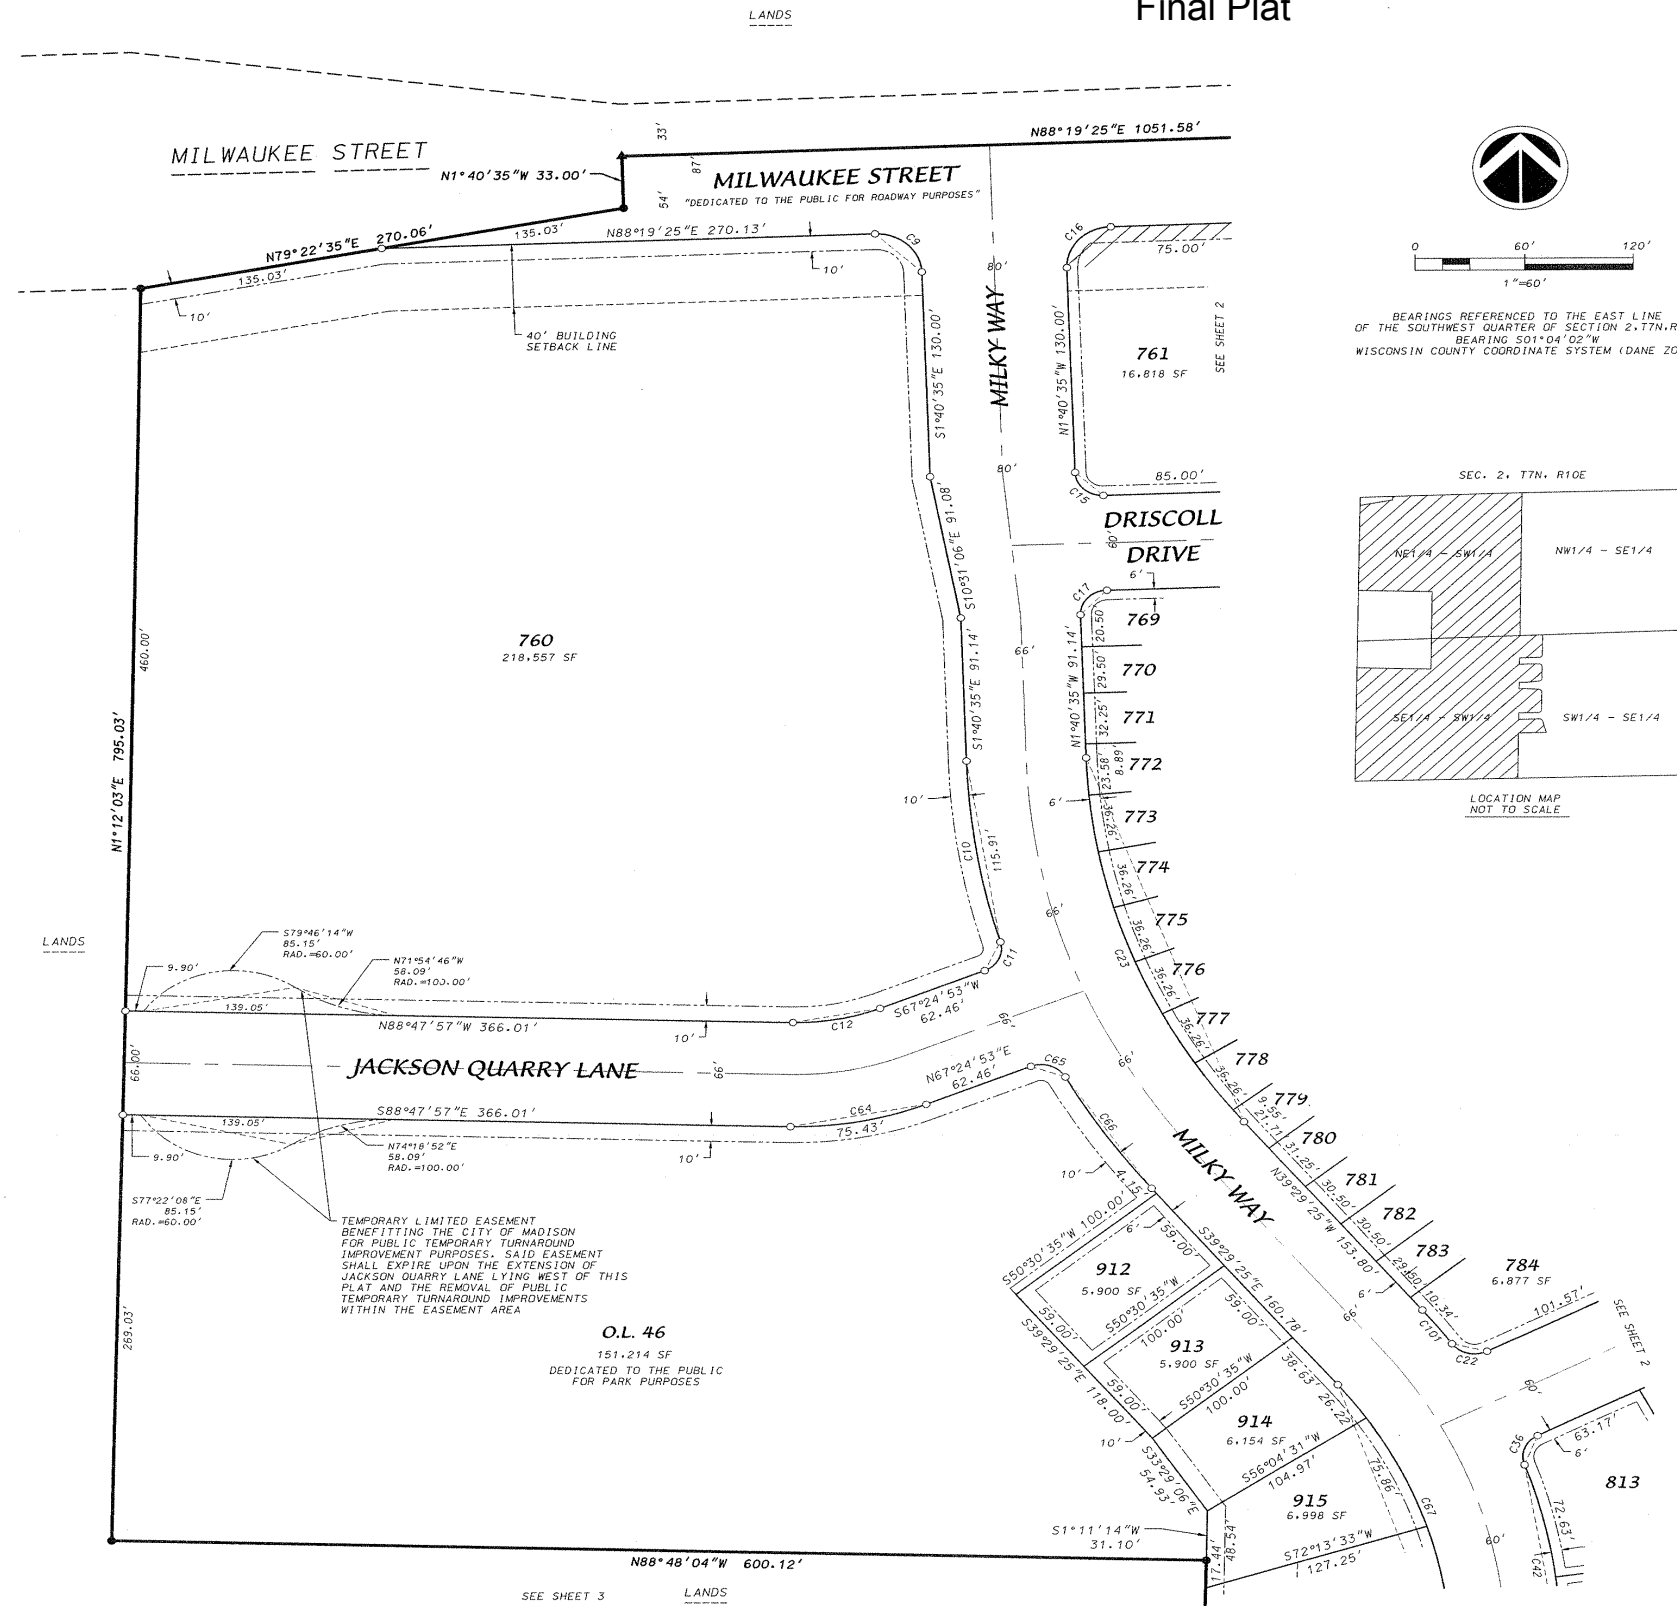 Final Plat
LANDS
MILWAUKEE STREET
N1°40'35"W 33.00'
33'
87'
54'
MILWAUKEE STREET
"DEDICATED TO THE PUBLIC FOR ROADWAY PURPOSES"
N88°19'25"E 1051.58'
N79°22'35"E 270.06'
135.03'
135.03'
N88°19'25"E 270.13'
10'
10'
40' BUILDING
SETBACK LINE
C9
80'
MILKY WAY
80'
S1°40'35"E 130.00'
C16
75.00'
N1°40'35"W 130.00'
761
16,818 SF
SEE SHEET 2
85.00'
C15
DRISCOLL
DRIVE
60'
6'
C17
0
60'
120'
1"=60'
BEARINGS REFERENCED TO THE EAST LINE
OF THE SOUTHWEST QUARTER OF SECTION 2,T7N,R
BEARING S01°04'02"W
WISCONSIN COUNTY COORDINATE SYSTEM (DANE ZO
SEC. 2, T7N, R10E
NE1/4 - SW1/4
NW1/4 - SE1/4
SE1/4 - SW1/4
SW1/4 - SE1/4
LOCATION MAP
NOT TO SCALE
S10°31'06"E 91.08'
S1°40'35"E 91.14'
66'
N1°40'35"W 91.14'
769
20.50'
770
29.50'
771
32.25'
772
8.89'
23.58'
773
36.26'
774
36.26'
775
36.26'
776
36.26'
777
36.26'
778
36.26'
779
9.55'
21.71'
780
31.25'
781
30.50'
782
30.50'
783
29.50'
784
6,877 SF
10.34'
101.57'
760
218,557 SF
460.00'
N1°12'03"E 795.03'
10'
6'
C10
115.91'
66'
C23
C11
LANDS
S79°46'14"W
85.15'
RAD.=60.00'
N71°54'46"W
58.09'
RAD.=100.00'
9.90'
139.05'
N88°47'57"W 366.01'
10'
C12
S67°24'53"W
62.46'
66'
66.00'
JACKSON QUARRY LANE
66'
66'
N67°24'53"E
62.46'
C65
S88°47'57"E 366.01'
139.05'
C64
75.43'
9.90'
N74°18'52"E
58.09'
RAD.=100.00'
10'
C66
10'
S77°22'08"E
85.15'
RAD.=60.00'
TEMPORARY LIMITED EASEMENT
BENEFITTING THE CITY OF MADISON
FOR PUBLIC TEMPORARY TURNAROUND
IMPROVEMENT PURPOSES. SAID EASEMENT
SHALL EXPIRE UPON THE EXTENSION OF
JACKSON QUARRY LANE LYING WEST OF THIS
PLAT AND THE REMOVAL OF PUBLIC
TEMPORARY TURNAROUND IMPROVEMENTS
WITHIN THE EASEMENT AREA
MILKY WAY
N39°29'25"W 153.80'
4.15'
S50°30'35"W 100.00'
6'
59.00'
912
5,900 SF
59.00'
S50°30'35"W
100.00'
S39°29'25"E 160.78'
59.00'
913
5,900 SF
59.00'
S39°29'25"E 118.00'
S50°30'35"W
100.00'
66'
6'
C101
C22
SEE SHEET 2
60'
269.03'
O.L. 46
151,214 SF
DEDICATED TO THE PUBLIC
FOR PARK PURPOSES
10'
38.63'
26.22'
914
6,154 SF
S33°29'06"E
54.93'
S56°04'31"W
104.97'
75.86'
C67
915
6,998 SF
S1°11'14"W
31.10'
17.44'
48.54'
S72°13'33"W
127.25'
C36
63.17'
6'
813
72.63'
60'
C42
N88°48'04"W 600.12'
SEE SHEET 3
LANDS